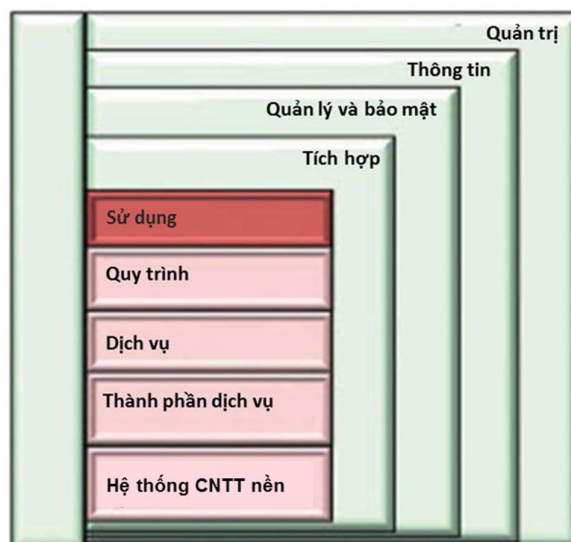 Quản trị
Thông tin
Quản lý và bảo mật
Tích hợp
Sử dụng
Quy trình
Dịch vụ
Thành phần dịch vụ
Hệ thống CNTT nền